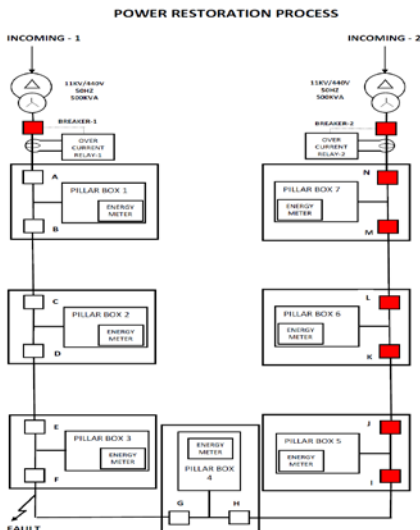 POWER RESTORATION PROCESS
INCOMING - 1
INCOMING - 2
11KV/440V
50HZ
500KVA
11KV/440V
50HZ
500KVA
BREAKER-1
BREAKER-2
OVER
CURRENT
RELAY-1
OVER
CURRENT
RELAY-2
A
PILLAR BOX 1
ENERGY
METER
B
N
PILLAR BOX 7
ENERGY
METER
M
C
PILLAR BOX 2
ENERGY
METER
D
L
PILLAR BOX 6
ENERGY
METER
K
E
PILLAR BOX 3
ENERGY
METER
F
J
PILLAR BOX 5
ENERGY
METER
I
ENERGY
METER
PILLAR BOX
4
G
H
FAULT